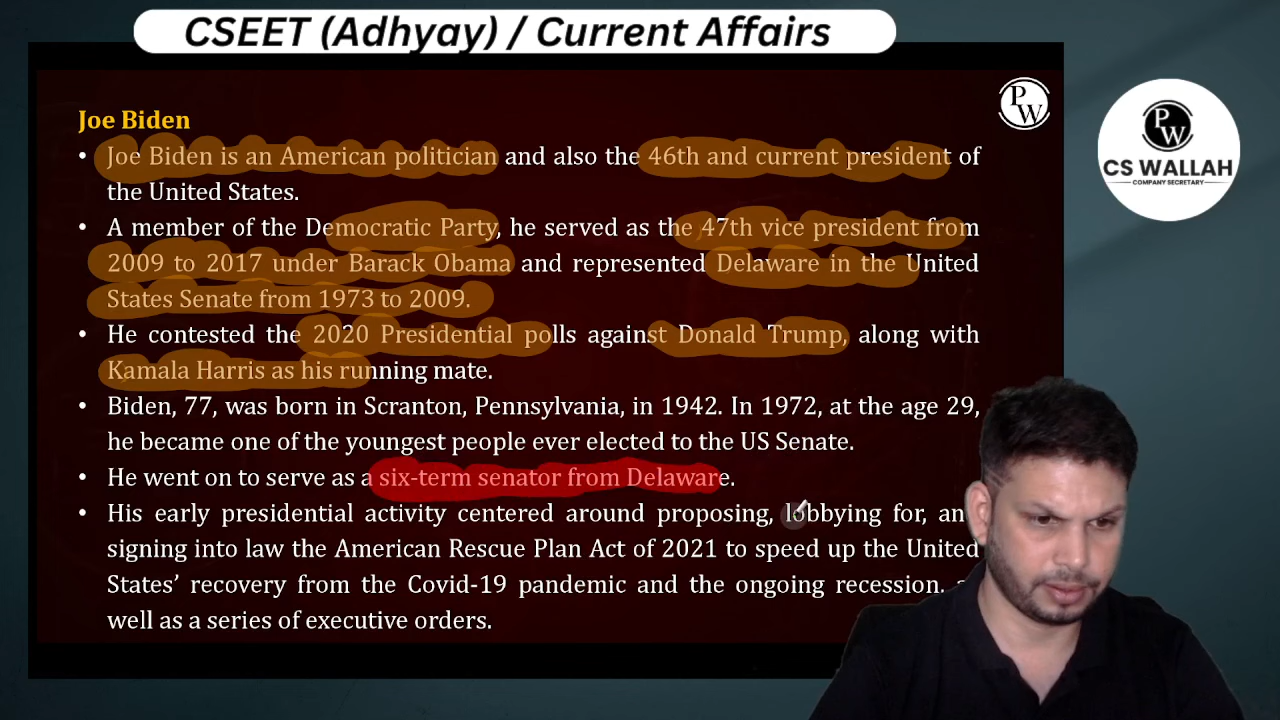 CSEET (Adhyay) / Current Affairs
PW
Joe Biden
• Joe Biden is an American politician and also the 46th and current president of
the United States.
• A member of the Democratic Party, he served as the 47th vice president from
2009 to 2017 under Barack Obama and represented Delaware in the United
States Senate from 1973 to 2009.
• He contested the 2020 Presidential polls against Donald Trump, along with
Kamala Harris as his running mate.
• Biden, 77, was born in Scranton, Pennsylvania, in 1942. In 1972, at the age 29,
he became one of the youngest people ever elected to the US Senate.
• He went on to serve as a six-term senator from Delaware.
• His early presidential activity centered around proposing, lobbying for,
signing into law the American Rescue Plan Act of 2021 to speed up the United
States’ recovery from the Covid-19 pandemic and the ongoing recession,
well as a series of executive orders.
PW
CS WALLAH
COMPANY SECRETARY